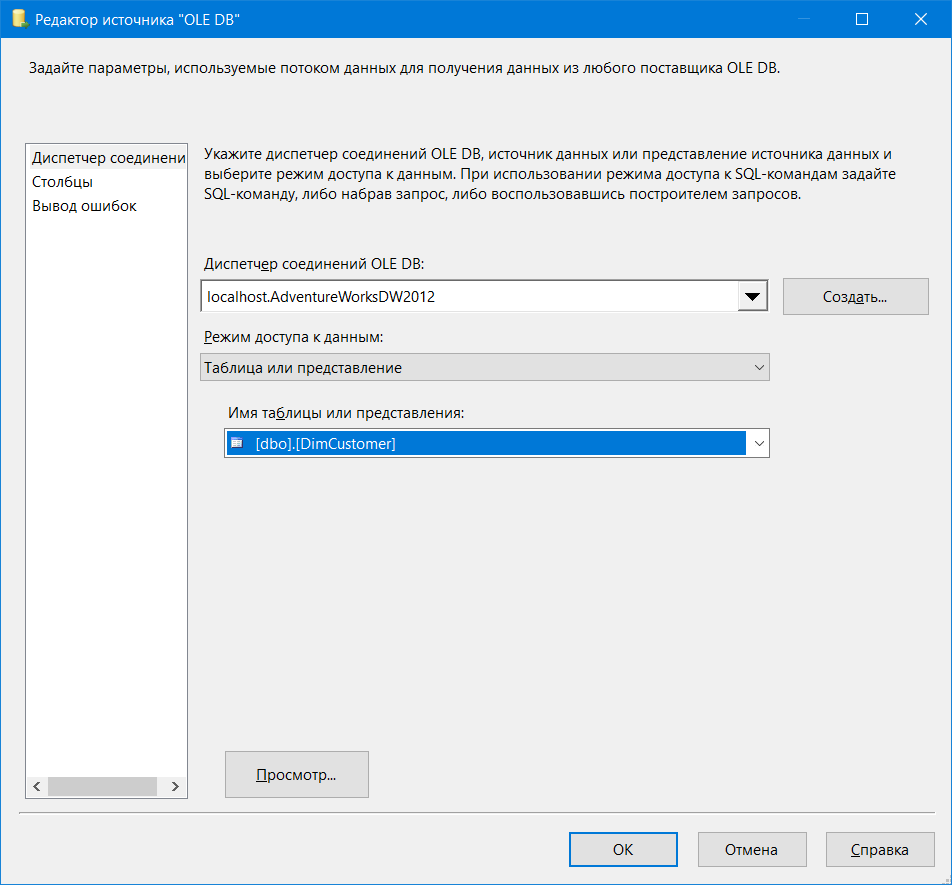 Редактор источника "OLE DB"
Задайте параметры, используемые потоком данных для получения данных из любого поставщика OLE DB.
Диспетчер соединени
Столбцы
Вывод ошибок
Укажите диспетчер соединений OLE DB, источник данных или представление источника данных и
выберите режим доступа к данным. При использовании режима доступа к SQL-командам задайте
SQL-команду, либо набрав запрос, либо воспользовавшись построителем запросов.
Диспетчер соединений OLE DB:
localhost.AdventureWorksDW2012
Создать...
Режим доступа к данным:
Таблица или представление
Имя таблицы или представления:
[dbo].[DimCustomer]
Просмотр...
ОК
Отмена
Справка